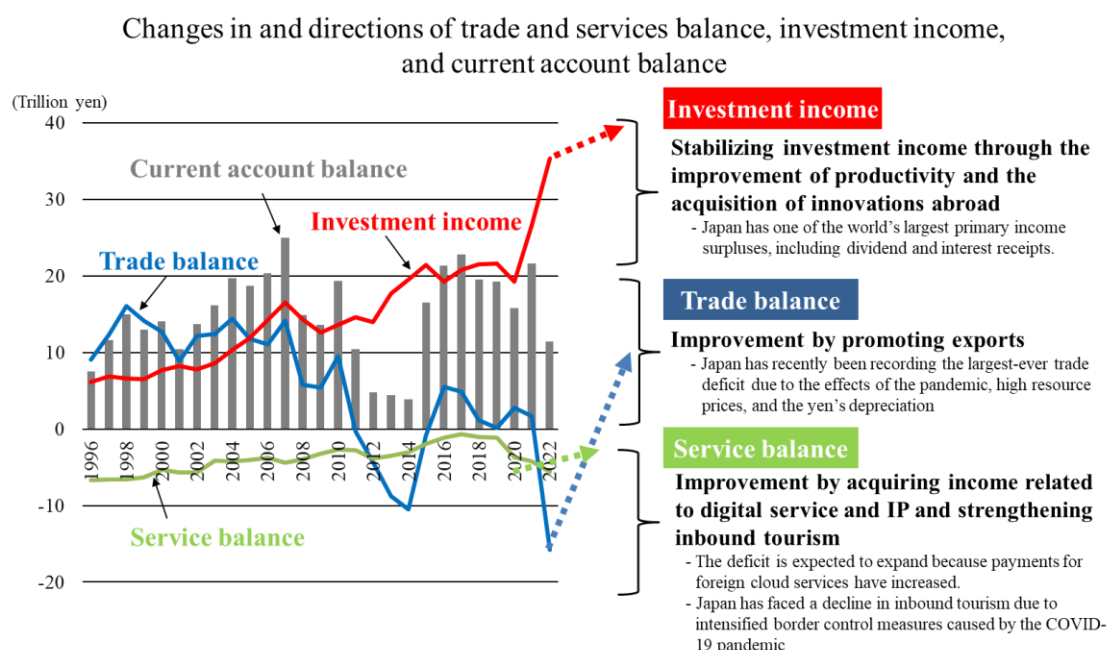 Changes in and directions of trade and services balance, investment income,
and current account balance
(Trillion yen)
40
30
20
10
0
-10
-20
Current account balance
Investment income
Trade balance
Service balance
1996
1998
2000
2002
2004
2006
2008
2010
2012
2014
2016
2018
2020
2022
Investment income
Stabilizing investment income through the
improvement of productivity and the
acquisition of innovations abroad
- Japan has one of the world's largest primary income
surpluses, including dividend and interest receipts.
Trade balance
Improvement by promoting exports
- Japan has recently been recording the largest-ever trade
deficit due to the effects of the pandemic, high resource
prices, and the yen's depreciation
Service balance
Improvement by acquiring income related
to digital service and IP and strengthening
inbound tourism
- The deficit is expected to expand because payments for
foreign cloud services have increased.
- Japan has faced a decline in inbound tourism due to
intensified border control measures caused by the COVID-
19 pandemic